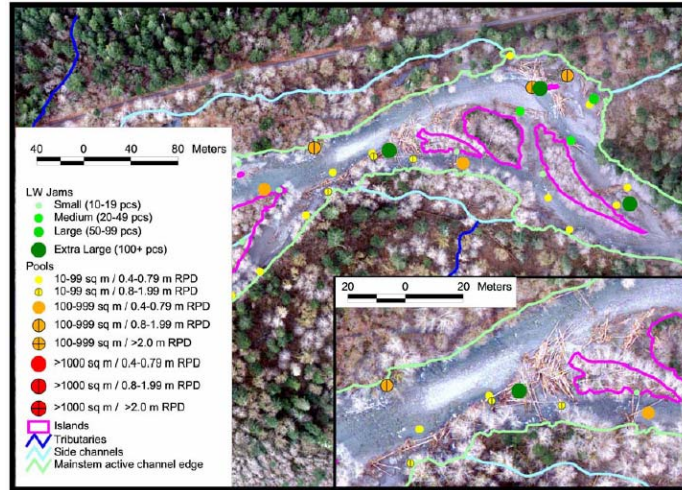 40 0 40 80 Meters
LW Jams
Small (10-19 pcs)
Medium (20-49 pcs)
Large (50-99 pcs)
Extra Large (100+ pcs)
Pools
10-99 sq m / 0.4-0.79 m RPD
10-99 sq m / 0.8-1.99 m RPD
100-999 sq m / 0.4-0.79 m RPD
100-999 sq m / 0.8-1.99 m RPD
100-999 sq m / >2.0 m RPD
>1000 sq m / 0.4-0.79 m RPD
>1000 sq m / 0.8-1.99 m RPD
>1000 sq m / >2.0 m RPD
Islands
Tributaries
Side channels
Mainstem active channel edge
20 0 20 Meters